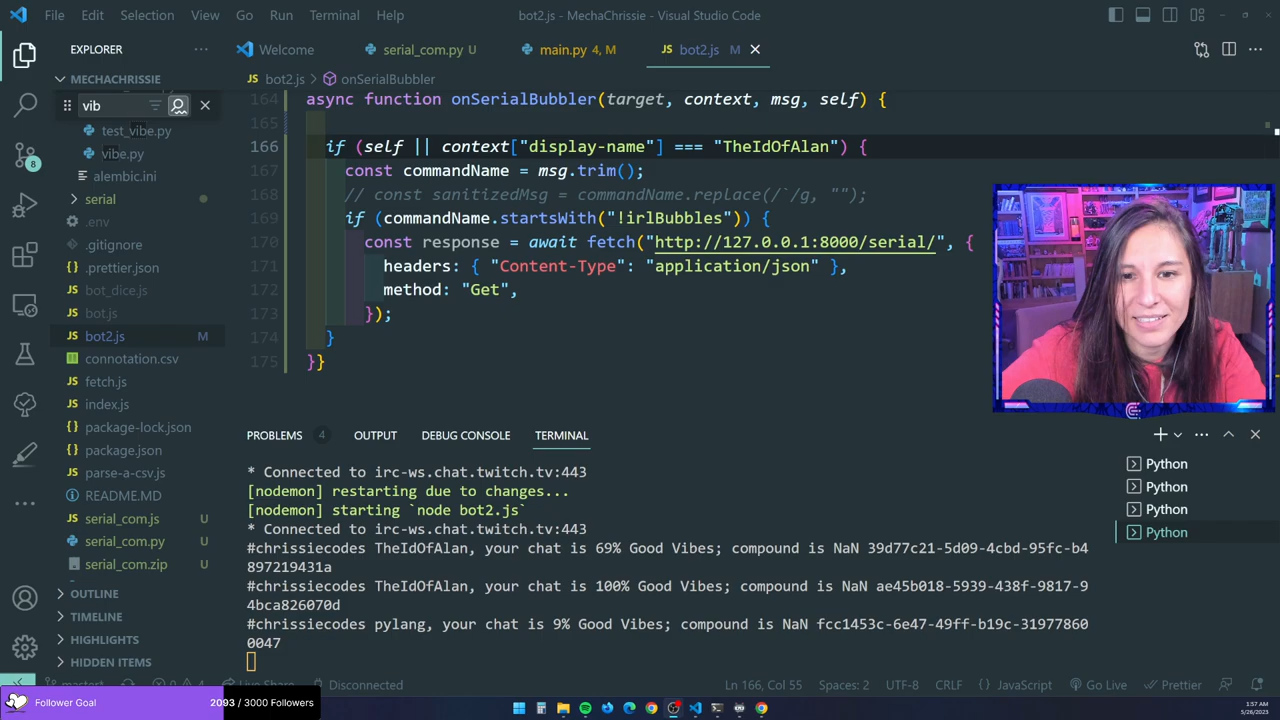 File Edit Selection View Go Run Terminal Help
bot2.js - MechaChrissie - Visual Studio Code
EXPLORER
Welcome
serial_com.py U
main.py 4, M
bot2.js M
MECHACHRISSIE
bot2.js > onSerialBubbler
vib
test_vibe.py
vibe.py
alembic.ini
serial
.env
.gitignore
.prettier.json
bot_dice.js
bot.js
bot2.js M
connotation.csv
fetch.js
index.js
package-lock.json
package.json
parse-a-csv.js
README.MD
serial_com.js U
serial_com.py U
serial_com.zip U
OUTLINE
TIMELINE
HIGHLIGHTS
HIDDEN ITEMS
8
164 async function onSerialBubbler(target, context, msg, self) {
165
166 if (self || context["display-name"] === "TheIdOfAlan") {
167 const commandName = msg.trim();
168 // const sanitizedMsg = commandName.replace(/`/g, "");
169 if (commandName.startsWith("!irlBubbles")) {
170 const response = await fetch("http://127.0.0.1:8000/serial/", {
171 headers: { "Content-Type": "application/json" },
172 method: "Get",
173 });
174 }
175 }}
PROBLEMS 4 OUTPUT DEBUG CONSOLE TERMINAL
* Connected to irc-ws.chat.twitch.tv:443
[nodemon] restarting due to changes...
[nodemon] starting `node bot2.js`
* Connected to irc-ws.chat.twitch.tv:443
#chrissiecodes TheIdOfAlan, your chat is 69% Good Vibes; compound is NaN 39d77c21-5d09-4cbd-95fc-b4
897219431a
#chrissiecodes TheIdOfAlan, your chat is 100% Good Vibes; compound is NaN ae45b018-5939-438f-9817-9
4bca826070d
#chrissiecodes pylang, your chat is 9% Good Vibes; compound is NaN fcc1453c-6e47-49ff-b19c-31977860
0047
Python
Python
Python
Python
Disconnected
Ln 166, Col 55 Spaces: 2 UTF-8 CRLF {} JavaScript Go Live Prettier
Follower Goal 2093 / 3000 Followers
1:57 AM
5/26/2023